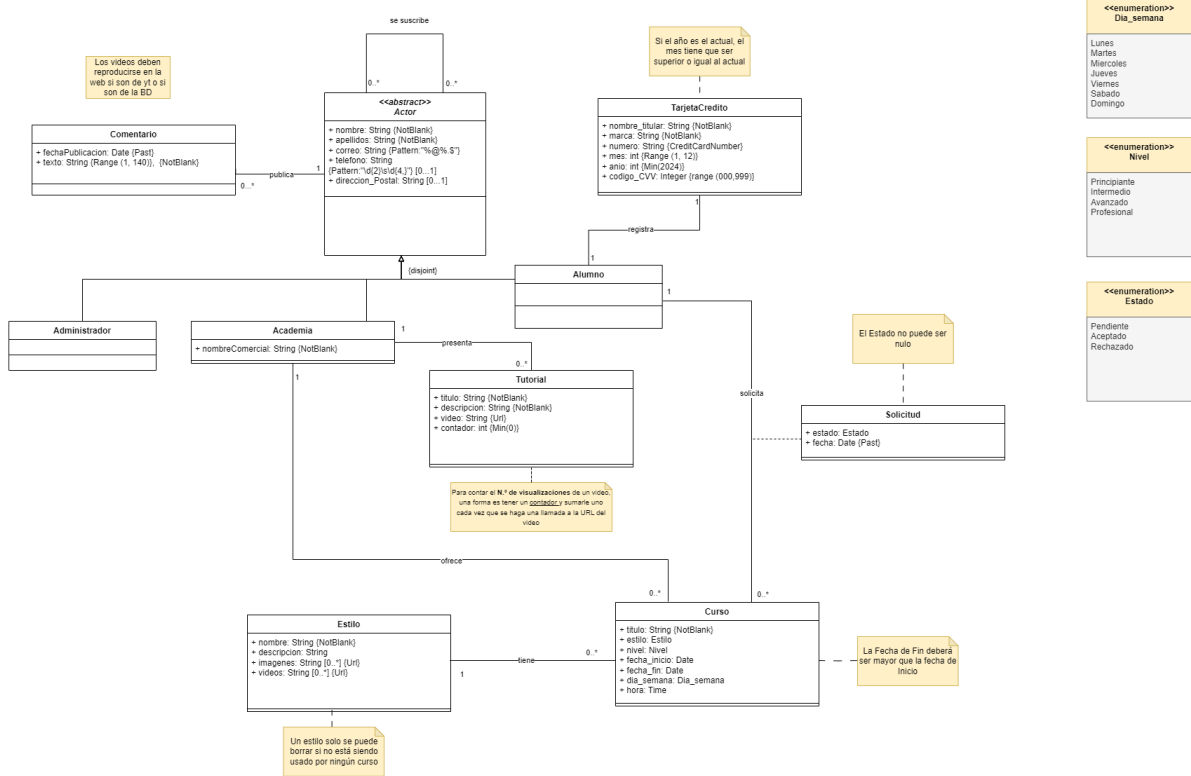 se suscribe
0..*
0..*
Los videos deben
reproducirse en la
web si son de yt o si
son de la BD
Si el año es el actual, el
mes tiene que ser
superior o igual al actual
<<enumeration>>
Dia_semana
Lunes
Martes
Miercoles
Jueves
Viernes
Sabado
Domingo
<<abstract>>
Actor
+ nombre: String {NotBlank}
+ apellidos: String {NotBlank}
+ correo: String {Pattern:"%@%.$"}
+ telefono: String
{Pattern:"\d{2}\s\d{4,}"} [0...1]
+ direccion_Postal: String [0...1]
TarjetaCredito
+ nombre_titular: String {NotBlank}
+ marca: String {NotBlank}
+ numero: String {CreditCardNumber}
+ mes: int {Range (1, 12)}
+ anio: int {Min(2024)}
+ codigo_CVV: Integer {range (000,999)}
Comentario
+ fechaPublicacion: Date {Past}
+ texto: String {Range (1, 140)}, {NotBlank}
0..*
publica
1
<<enumeration>>
Nivel
Principiante
Intermedio
Avanzado
Profesional
1
registra
1
{disjoint}
Alumno
1
<<enumeration>>
Estado
Pendiente
Aceptado
Rechazado
Administrador
Academia
+ nombreComercial: String {NotBlank}
1
presenta
0..*
1
Tutorial
+ titulo: String {NotBlank}
+ descripcion: String {NotBlank}
+ video: String {Url}
+ contador: int {Min(0)}
El Estado no puede ser
nulo
solicita
Solicitud
+ estado: Estado
+ fecha: Date {Past}
Para contar el N.º de visualizaciones de un video,
una forma es tener un contador y sumarle uno
cada vez que se haga una llamada a la URL del
video
ofrece
0..*
0..*
Estilo
+ nombre: String {NotBlank}
+ descripcion: String
+ imagenes: String [0..*] {Url}
+ videos: String [0..*] {Url}
1
tiene
0..*
Curso
+ titulo: String {NotBlank}
+ estilo: Estilo
+ nivel: Nivel
+ fecha_inicio: Date
+ fecha_fin: Date
+ dia_semana: Dia_semana
+ hora: Time
La Fecha de Fin deberá
ser mayor que la fecha de
Inicio
Un estilo solo se puede
borrar si no está siendo
usado por ningún curso